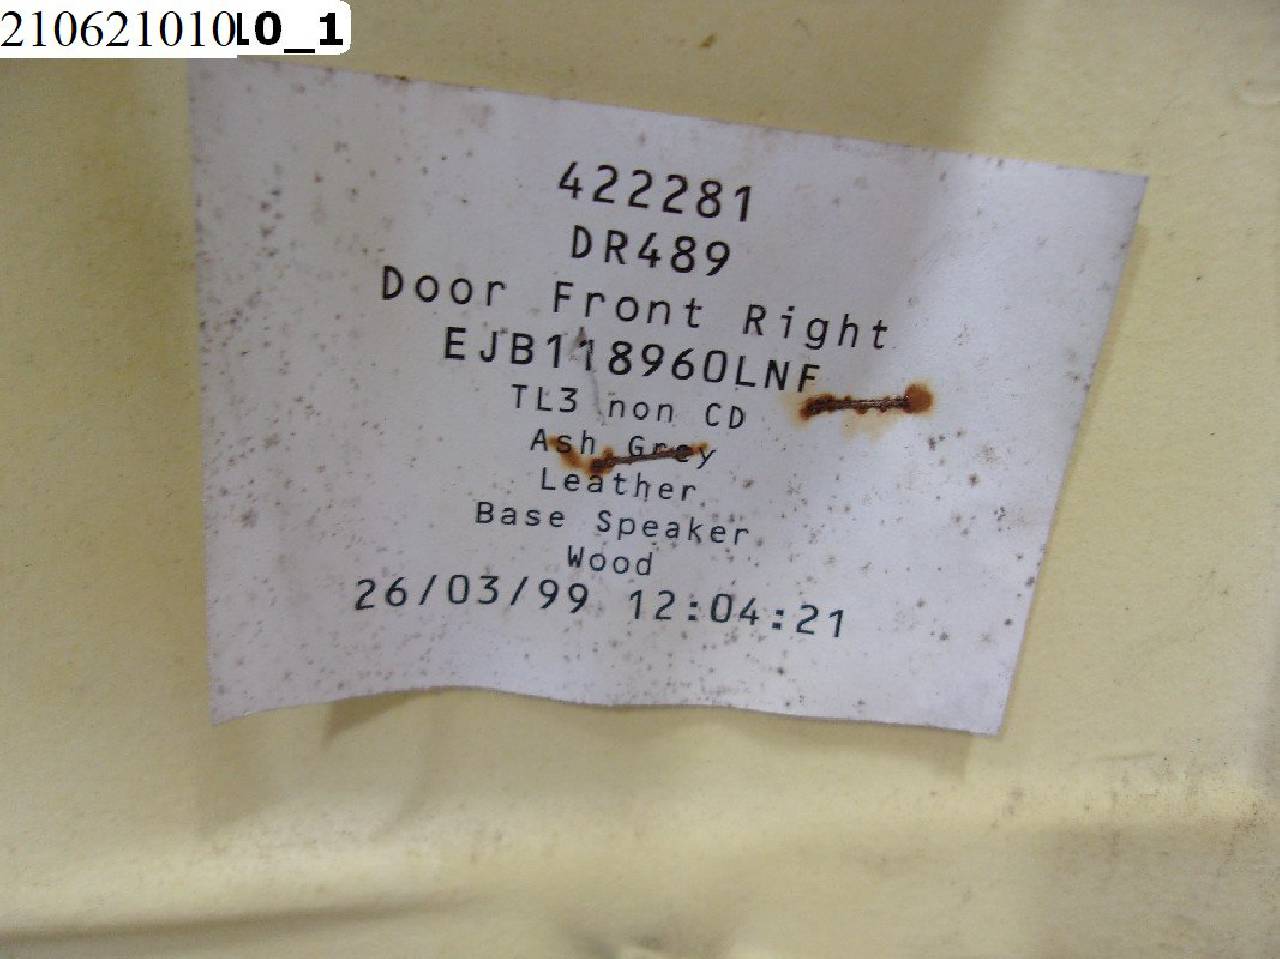 21062101010_1
422281
DR489
Door Front Right
EJB118960LNF
TL3 non CD
Ash Grey
Leather
Base Speaker
Wood
26/03/99 12:04:21